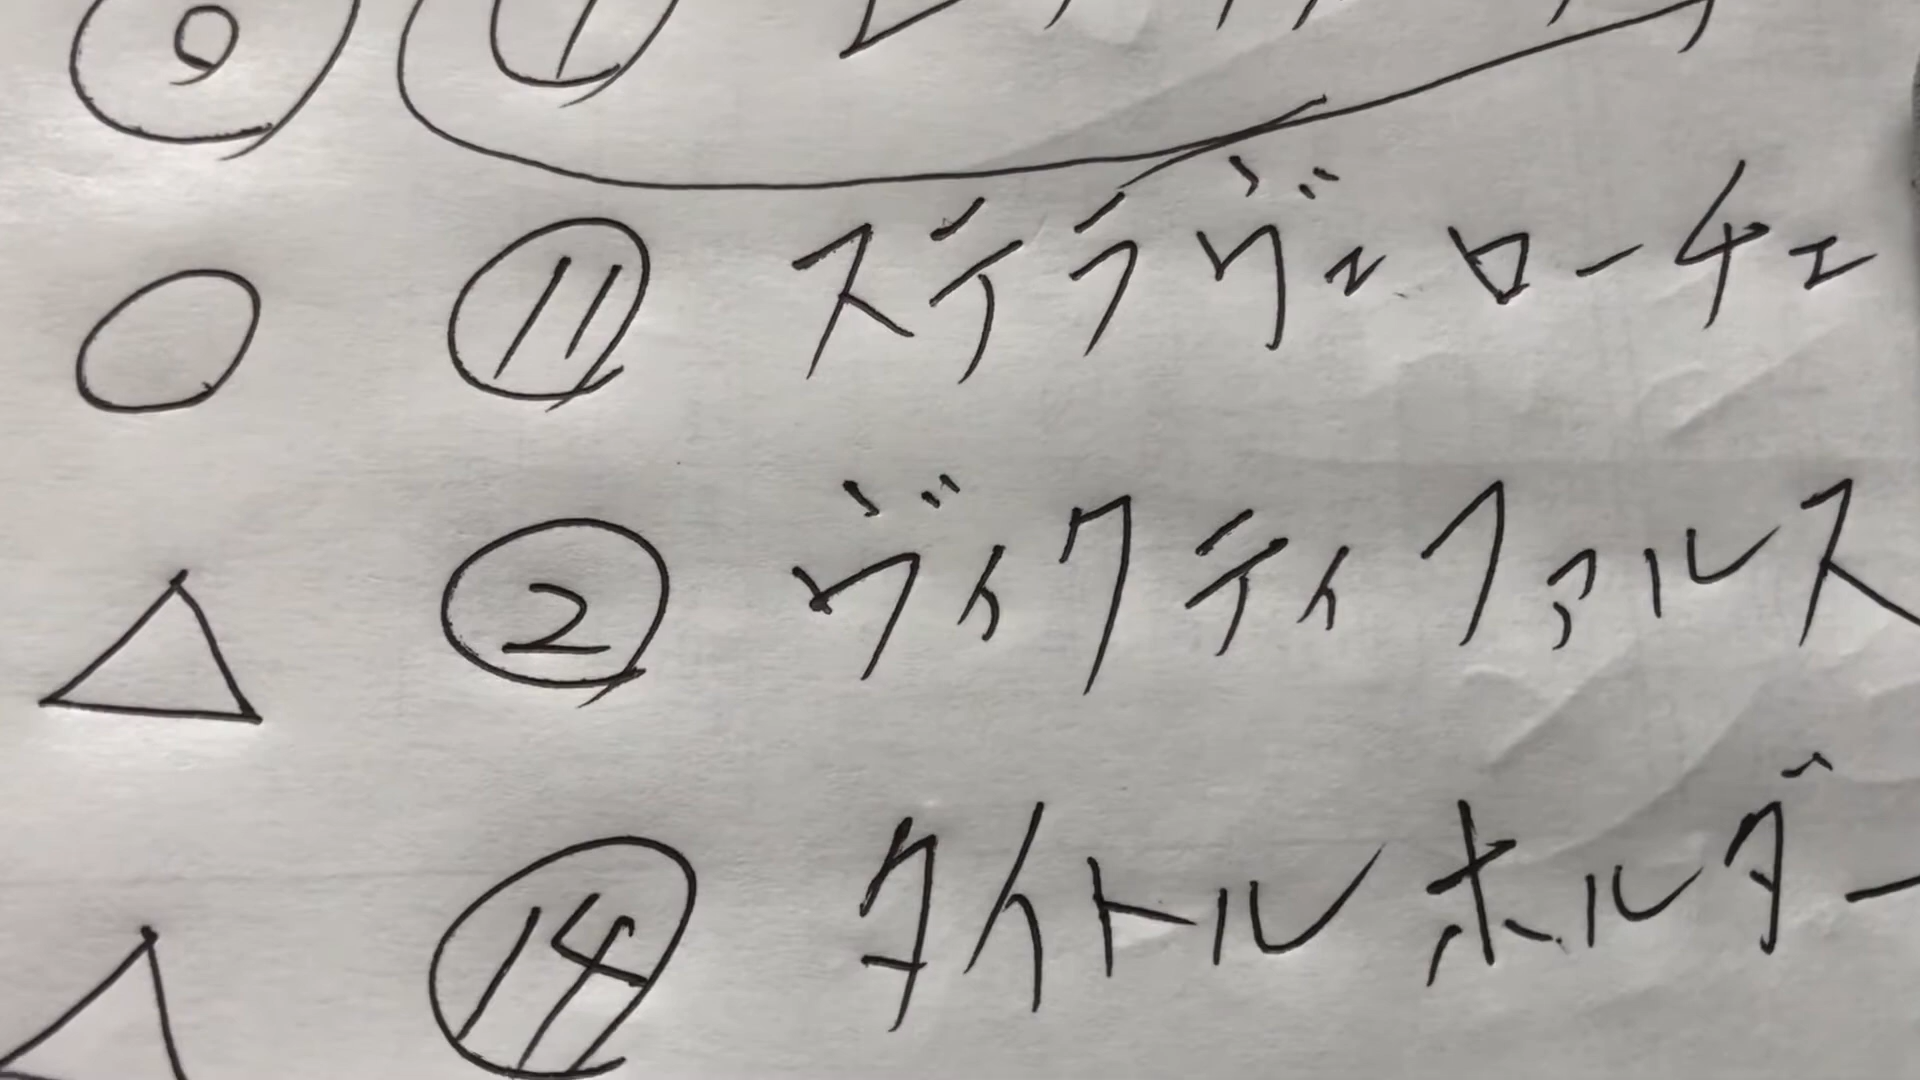 ○ ⑪ ステラヴェローチェ
△ ② ヴィクティファルス
△ ⑭ タイトルホルダー